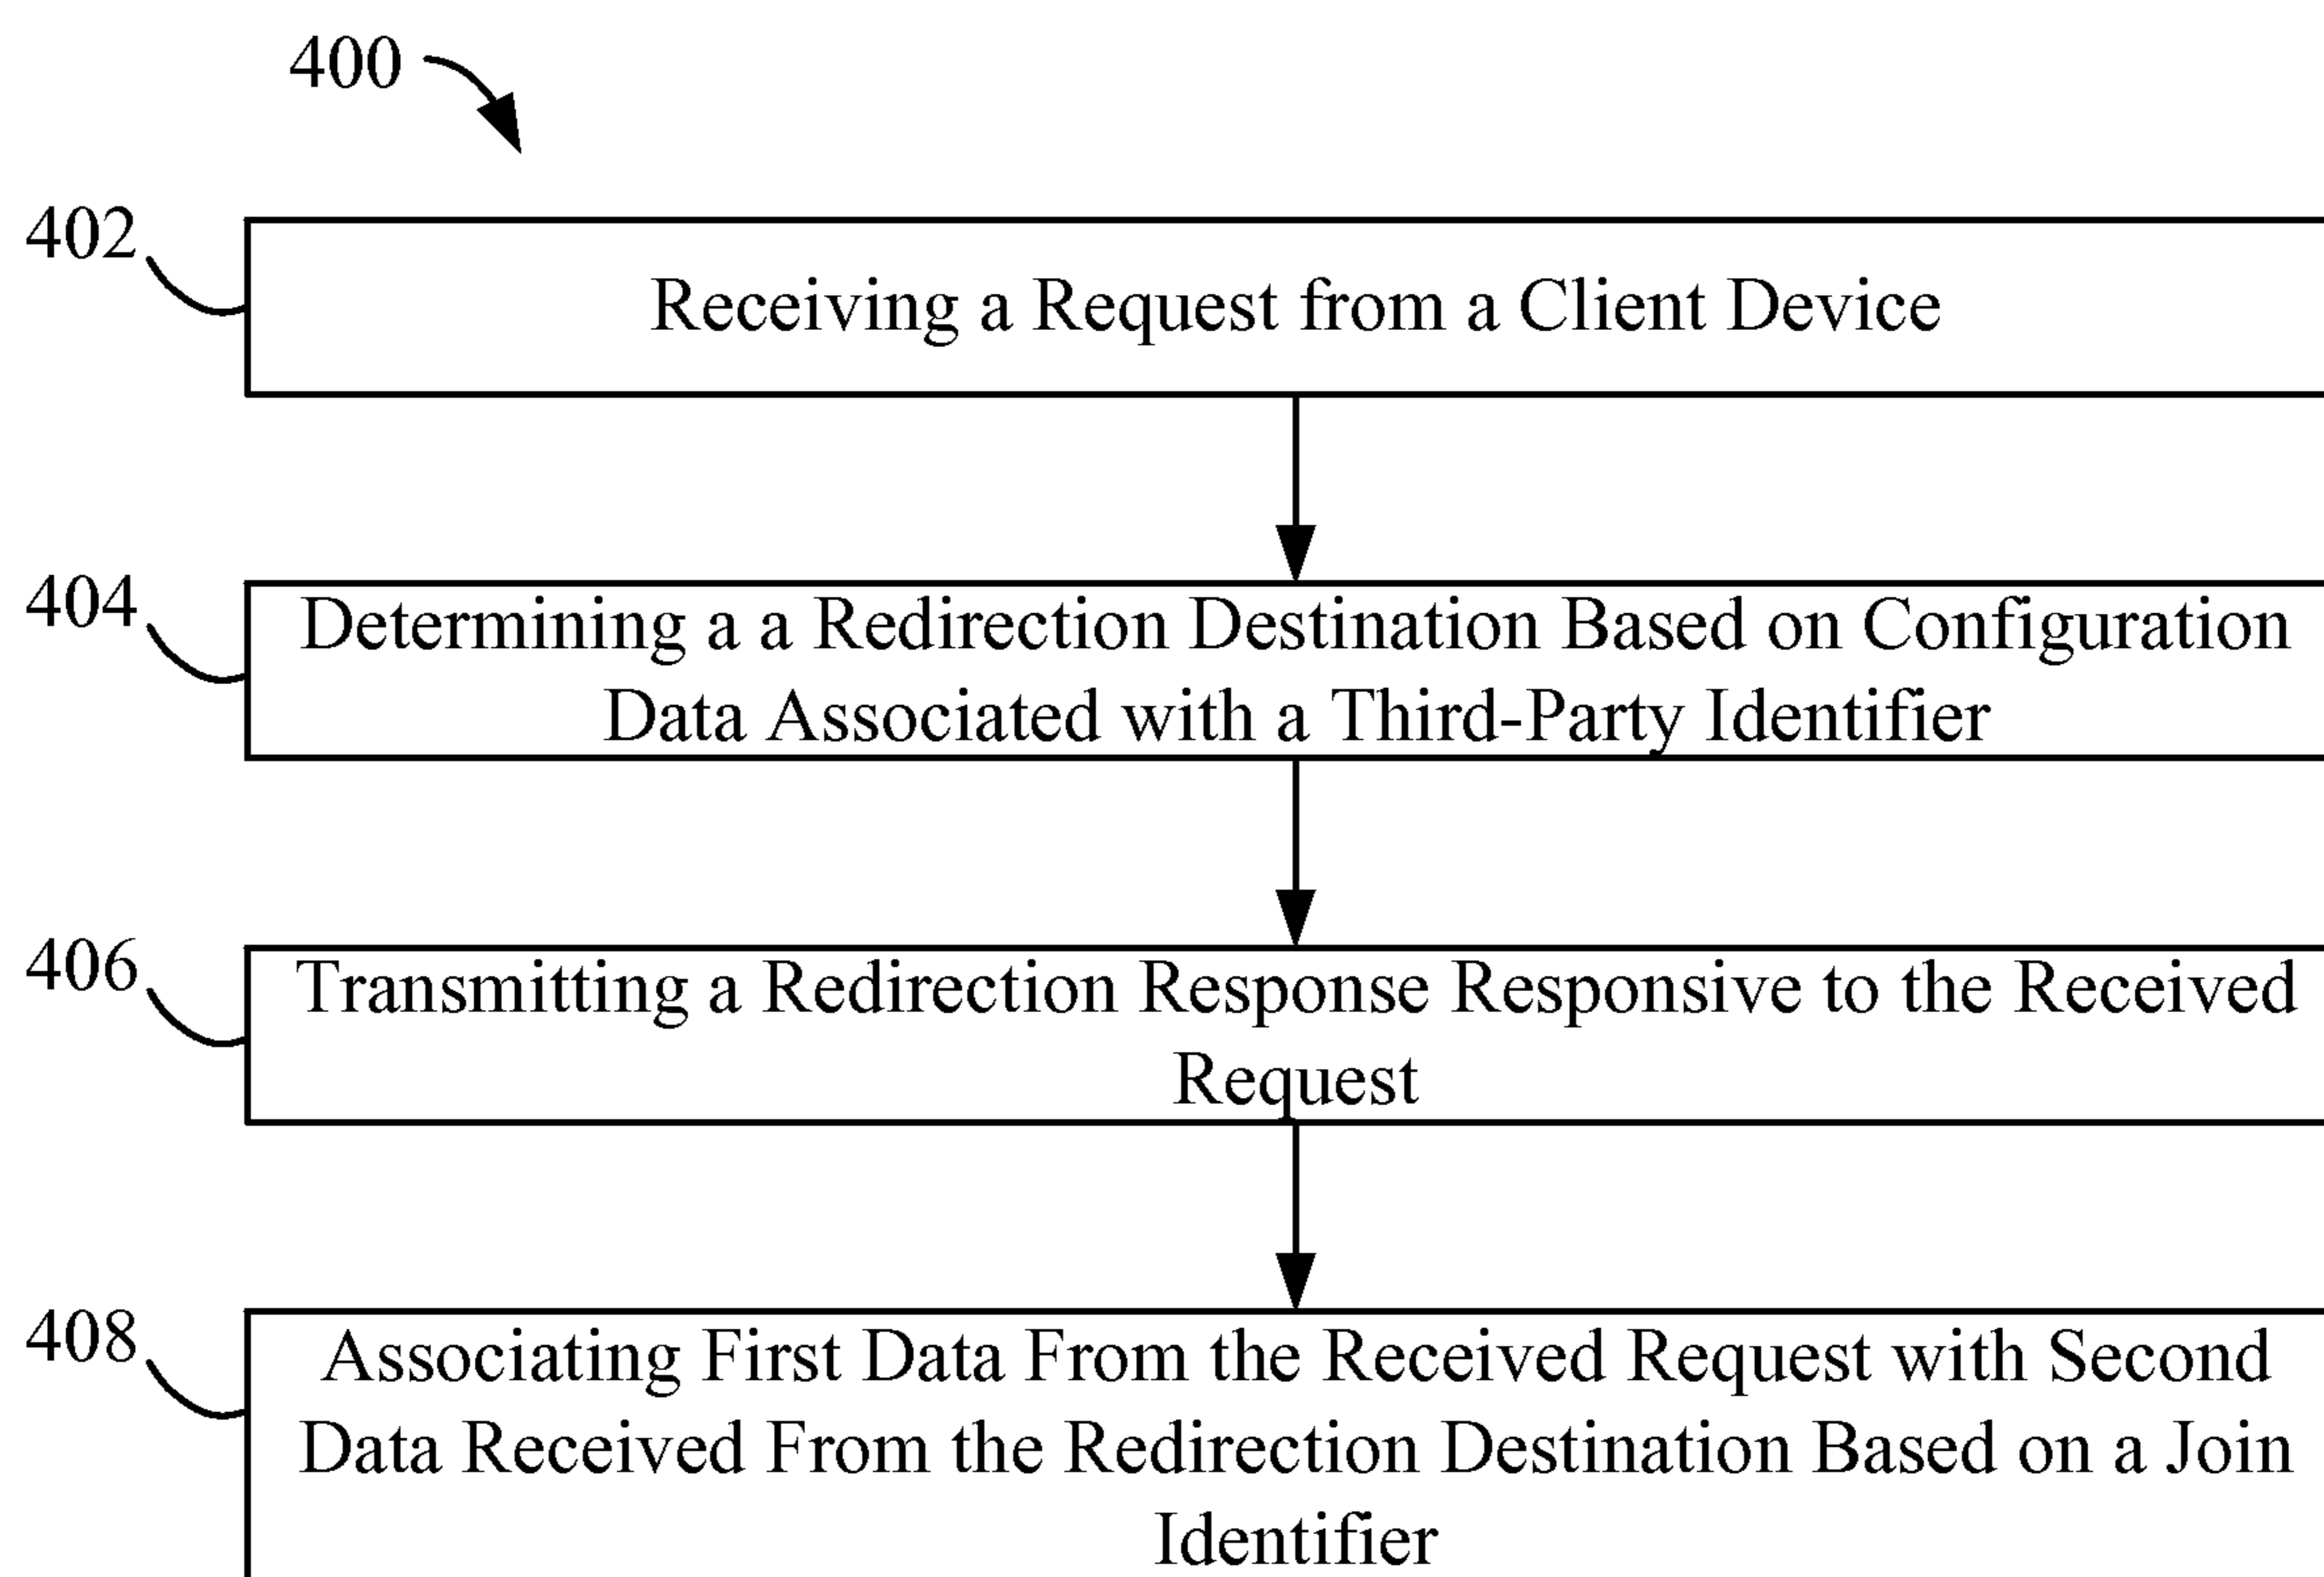 400
402
Receiving a Request from a Client Device
404
Determining a a Redirection Destination Based on Configuration
Data Associated with a Third-Party Identifier
406
Transmitting a Redirection Response Responsive to the Received
Request
408
Associating First Data From the Received Request with Second
Data Received From the Redirection Destination Based on a Join
Identifier